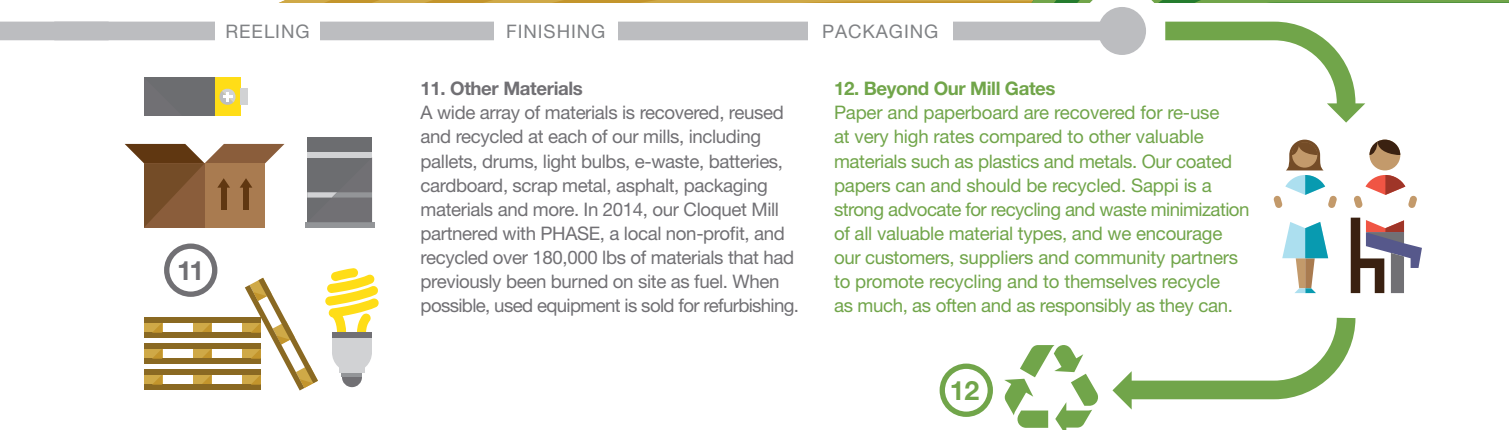 REELING FINISHING PACKAGING
11. Other Materials
A wide array of materials is recovered, reused
and recycled at each of our mills, including
pallets, drums, light bulbs, e-waste, batteries,
cardboard, scrap metal, asphalt, packaging
materials and more. In 2014, our Cloquet Mill
partnered with PHASE, a local non-profit, and
recycled over 180,000 lbs of materials that had
previously been burned on site as fuel. When
possible, used equipment is sold for refurbishing.
11
12. Beyond Our Mill Gates
Paper and paperboard are recovered for re-use
at very high rates compared to other valuable
materials such as plastics and metals. Our coated
papers can and should be recycled. Sappi is a
strong advocate for recycling and waste minimization
of all valuable material types, and we encourage
our customers, suppliers and community partners
to promote recycling and to themselves recycle
as much, as often and as responsibly as they can.
12